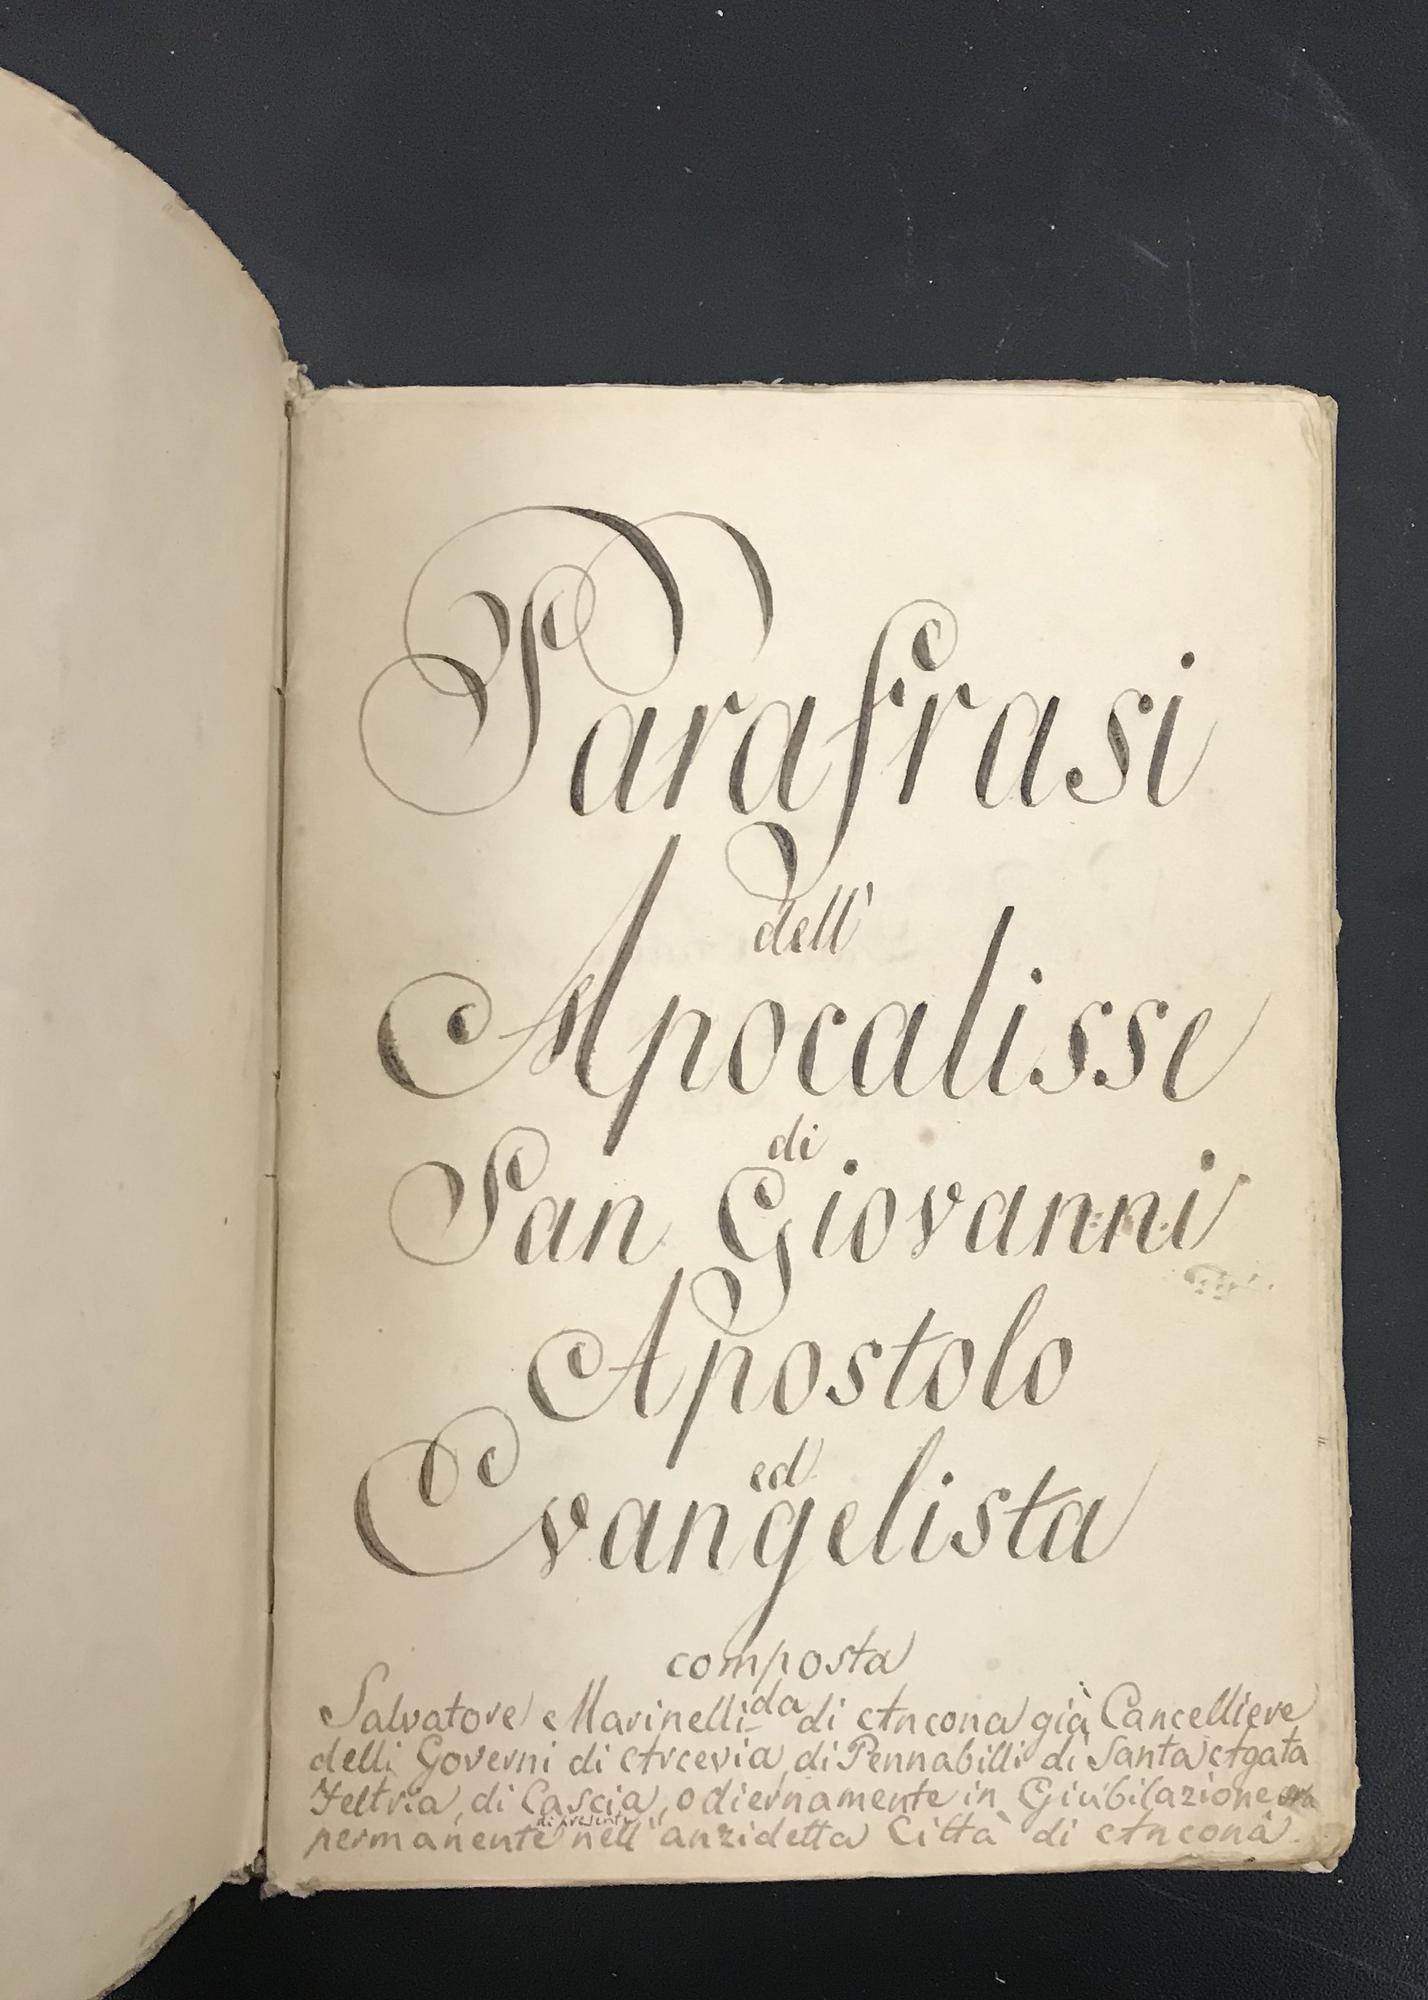 Parafrasi
dell'
Apocalisse
di
San Giovanni
Apostolo
ed
Evangelista
composta
da
Salvatore Marinelli di Ancona già Cancelliere
delli Governi di Arcevia, di Pennabilli di Santa Agata
Feltria, di Cascia, odiernamente in Giubilazione
di presente
permanente nell'anzidetta Città di Ancona.